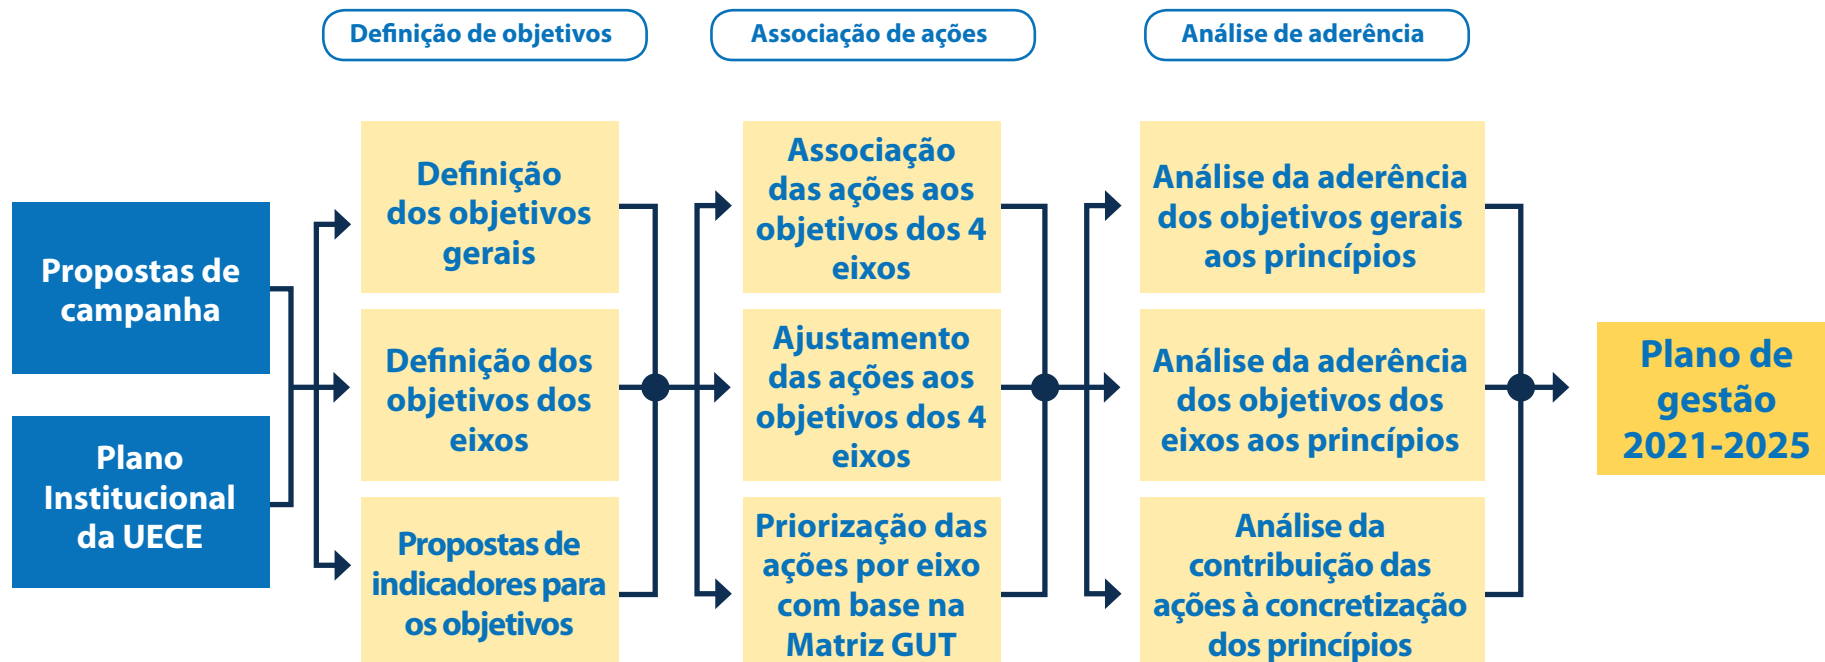 Definição de objetivos
Associação de ações
Análise de aderência
Propostas de
campanha
Plano
Institucional
da UECE
Definição
dos objetivos
gerais
Definição dos
objetivos dos
eixos
Propostas de
indicadores para
os objetivos
Associação
das ações aos
objetivos dos 4
eixos
Ajustamento
das ações aos
objetivos dos 4
eixos
Priorização das
ações por eixo
com base na
Matriz GUT
Análise da aderência
dos objetivos gerais
aos princípios
Análise da aderência
dos objetivos dos
eixos aos princípios
Análise da
contribuição das
ações à concretização
dos princípios
Plano de
gestão
2021-2025